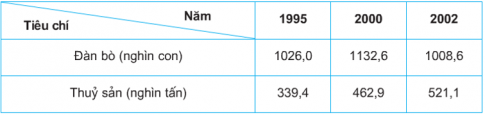 Năm
Tiêu chí
1995 2000 2002
Đàn bò (nghìn con) 1026,0 1132,6 1008,6
Thuỷ sản (nghìn tấn) 339,4 462,9 521,1